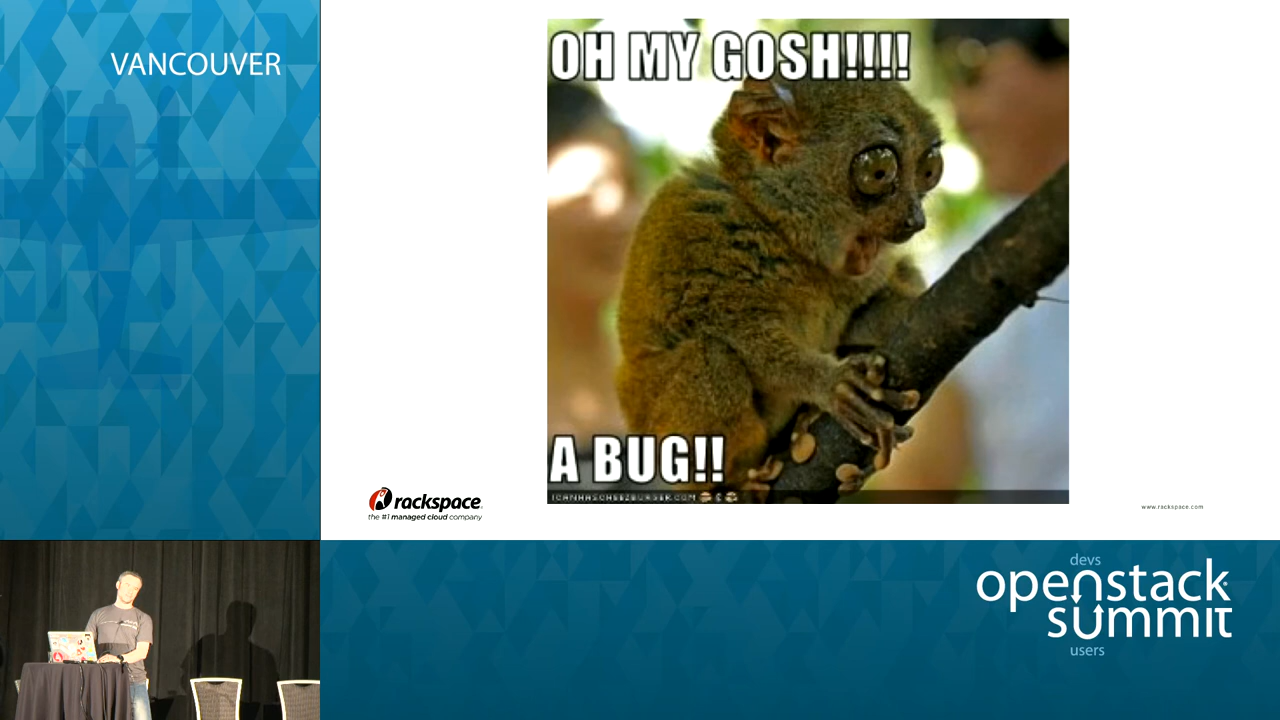 VANCOUVER
OH MY GOSH!!!!
A BUG!!
ICANHASCHEEZBURGER.COM
rackspace
the #1 managed cloud company
www.rackspace.com
devs
openstack
summit
users